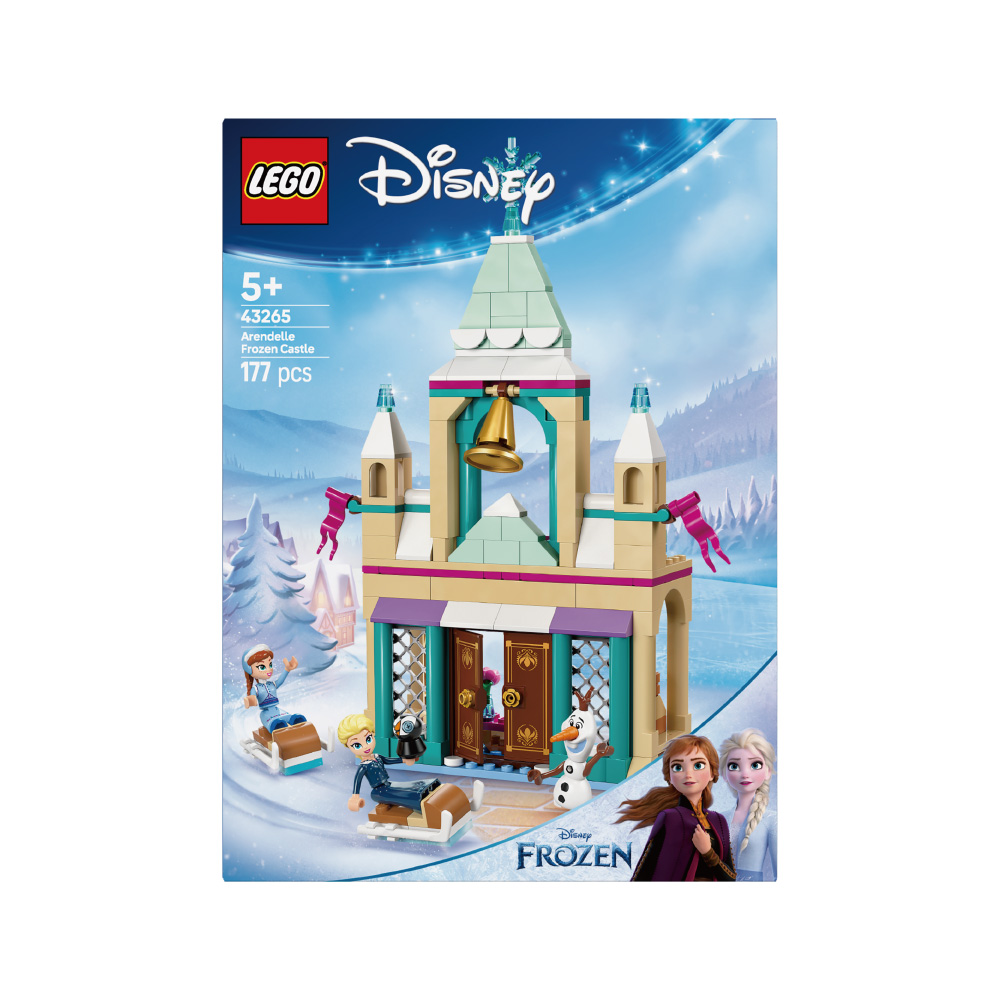 LEGO
Disney
5+
43265
Arendelle
Frozen Castle
177 pcs
Disney
FROZEN